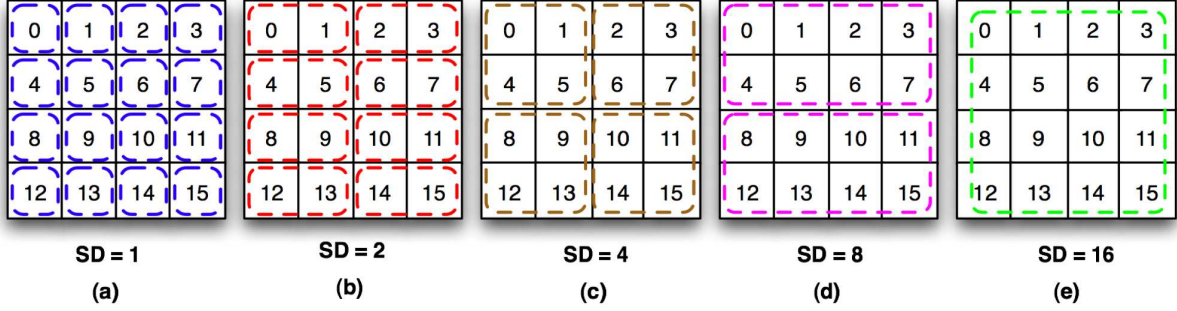 0 1 2 3 0 1 2 3 0 1 2 3 0 1 2 3 0 1 2 3
4 5 6 7 4 5 6 7 4 5 6 7 4 5 6 7 4 5 6 7
8 9 10 11 8 9 10 11 8 9 10 11 8 9 10 11 8 9 10 11
12 13 14 15 12 13 14 15 12 13 14 15 12 13 14 15 12 13 14 15
SD = 1 SD = 2 SD = 4 SD = 8 SD = 16
(a) (b) (c) (d) (e)